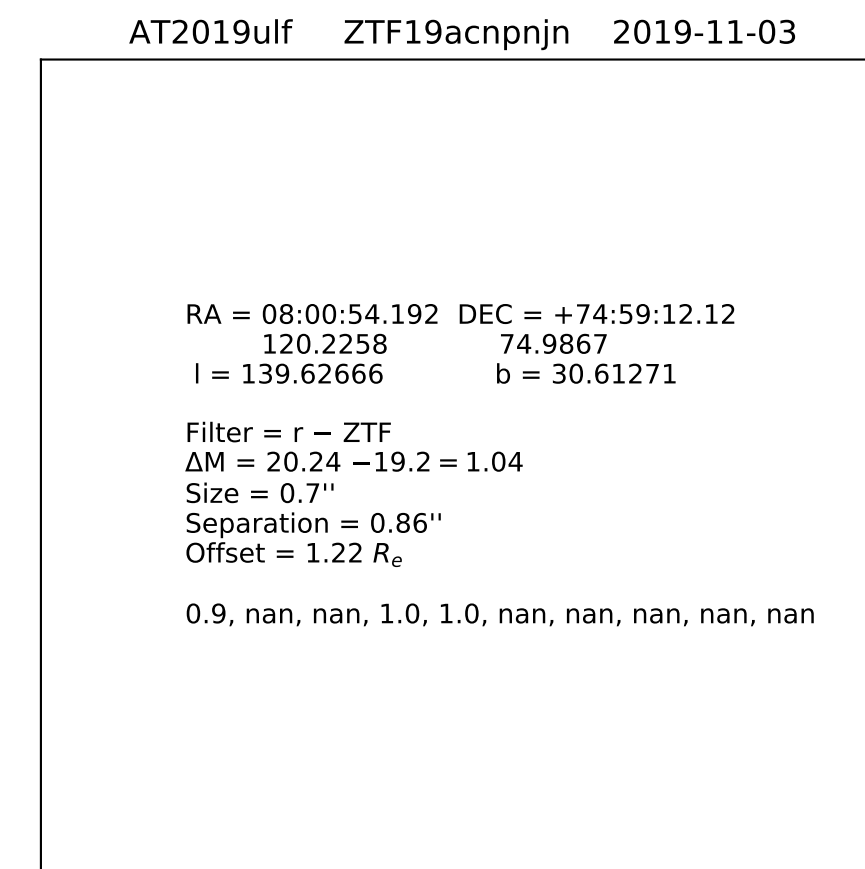 AT2019ulf ZTF19acnpnjn 2019-11-03
RA = 08:00:54.192 DEC = +74:59:12.12
120.2258 74.9867
l = 139.62666 b = 30.61271
Filter = r − ZTF
ΔM = 20.24 −19.2 = 1.04
Size = 0.7''
Separation = 0.86''
Offset = 1.22 Rₑ
0.9, nan, nan, 1.0, 1.0, nan, nan, nan, nan, nan